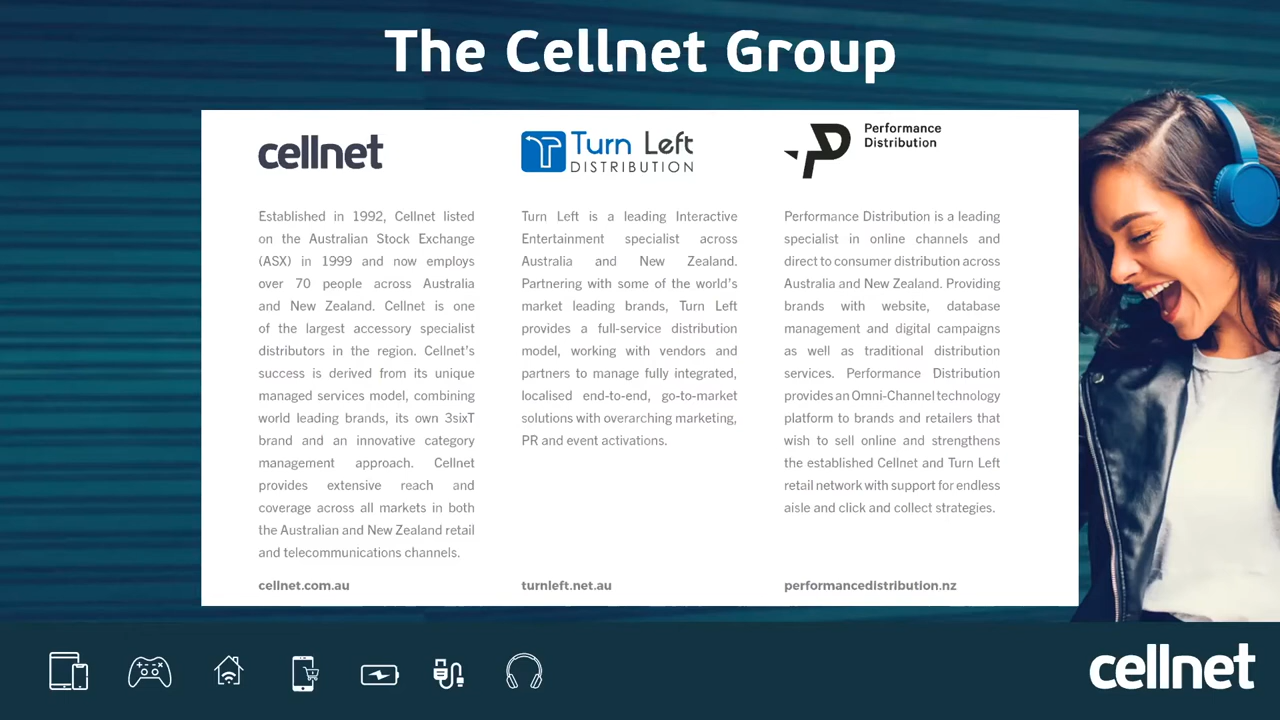 The Cellnet Group
cellnet
Established in 1992, Cellnet listed
on the Australian Stock Exchange
(ASX) in 1999 and now employs
over 70 people across Australia
and New Zealand. Cellnet is one
of the largest accessory specialist
distributors in the region. Cellnet's
success is derived from its unique
managed services model, combining
world leading brands, its own 3sixT
brand and an innovative category
management approach. Cellnet
provides extensive reach and
coverage across all markets in both
the Australian and New Zealand retail
and telecommunications channels.
cellnet.com.au
Turn Left
DISTRIBUTION
Turn Left is a leading Interactive
Entertainment specialist across
Australia and New Zealand.
Partnering with some of the world's
market leading brands, Turn Left
provides a full-service distribution
model, working with vendors and
partners to manage fully integrated,
localised end-to-end, go-to-market
solutions with overarching marketing,
PR and event activations.
turnleft.net.au
Performance
Distribution
Performance Distribution is a leading
specialist in online channels and
direct to consumer distribution across
Australia and New Zealand. Providing
brands with website, database
management and digital campaigns
as well as traditional distribution
services. Performance Distribution
provides an Omni-Channel technology
platform to brands and retailers that
wish to sell online and strengthens
the established Cellnet and Turn Left
retail network with support for endless
aisle and click and collect strategies.
performancedistribution.nz
cellnet